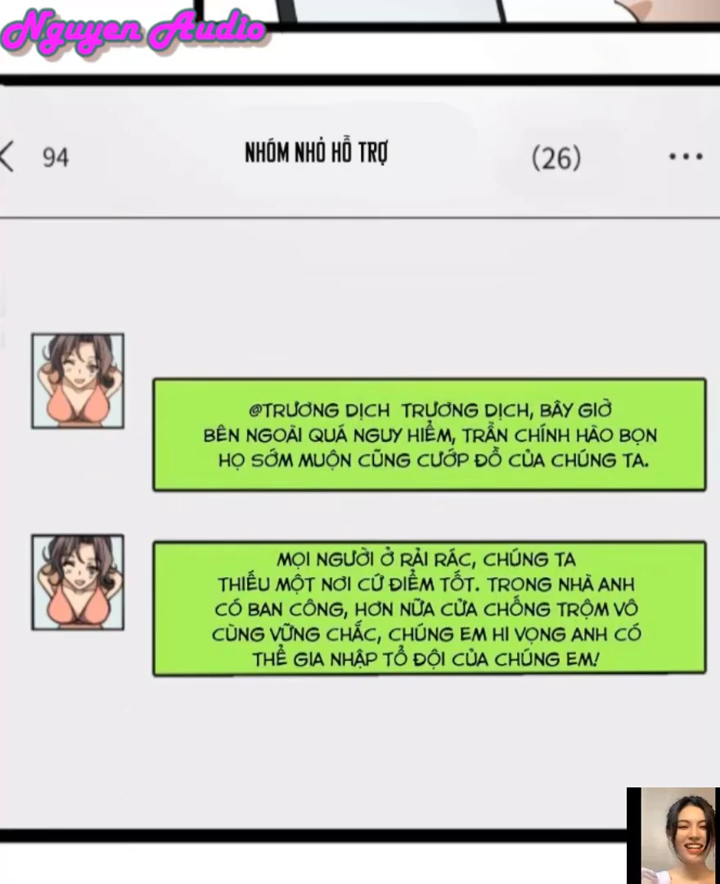 Nguyen Audio
94 NHÓM NHỎ HỖ TRỢ (26) ...
@TRƯƠNG DỊCH TRƯƠNG DỊCH, BÂY GIỜ
BÊN NGOÀI QUÁ NGUY HIỂM, TRẦN CHÍNH HÀO BỌN
HỌ SỚM MUỘN CŨNG CƯỚP ĐỒ CỦA CHÚNG TA.
MỌI NGƯỜI Ở RẢI RÁC, CHÚNG TA
THIẾU MỘT NƠI CỨ ĐIỂM TỐT. TRONG NHÀ ANH
CÓ BAN CÔNG, HƠN NỮA CỬA CHỐNG TRỘM VÔ
CÙNG VỮNG CHẮC, CHÚNG EM HI VỌNG ANH CÓ
THỂ GIA NHẬP TỔ ĐỘI CỦA CHÚNG EM!